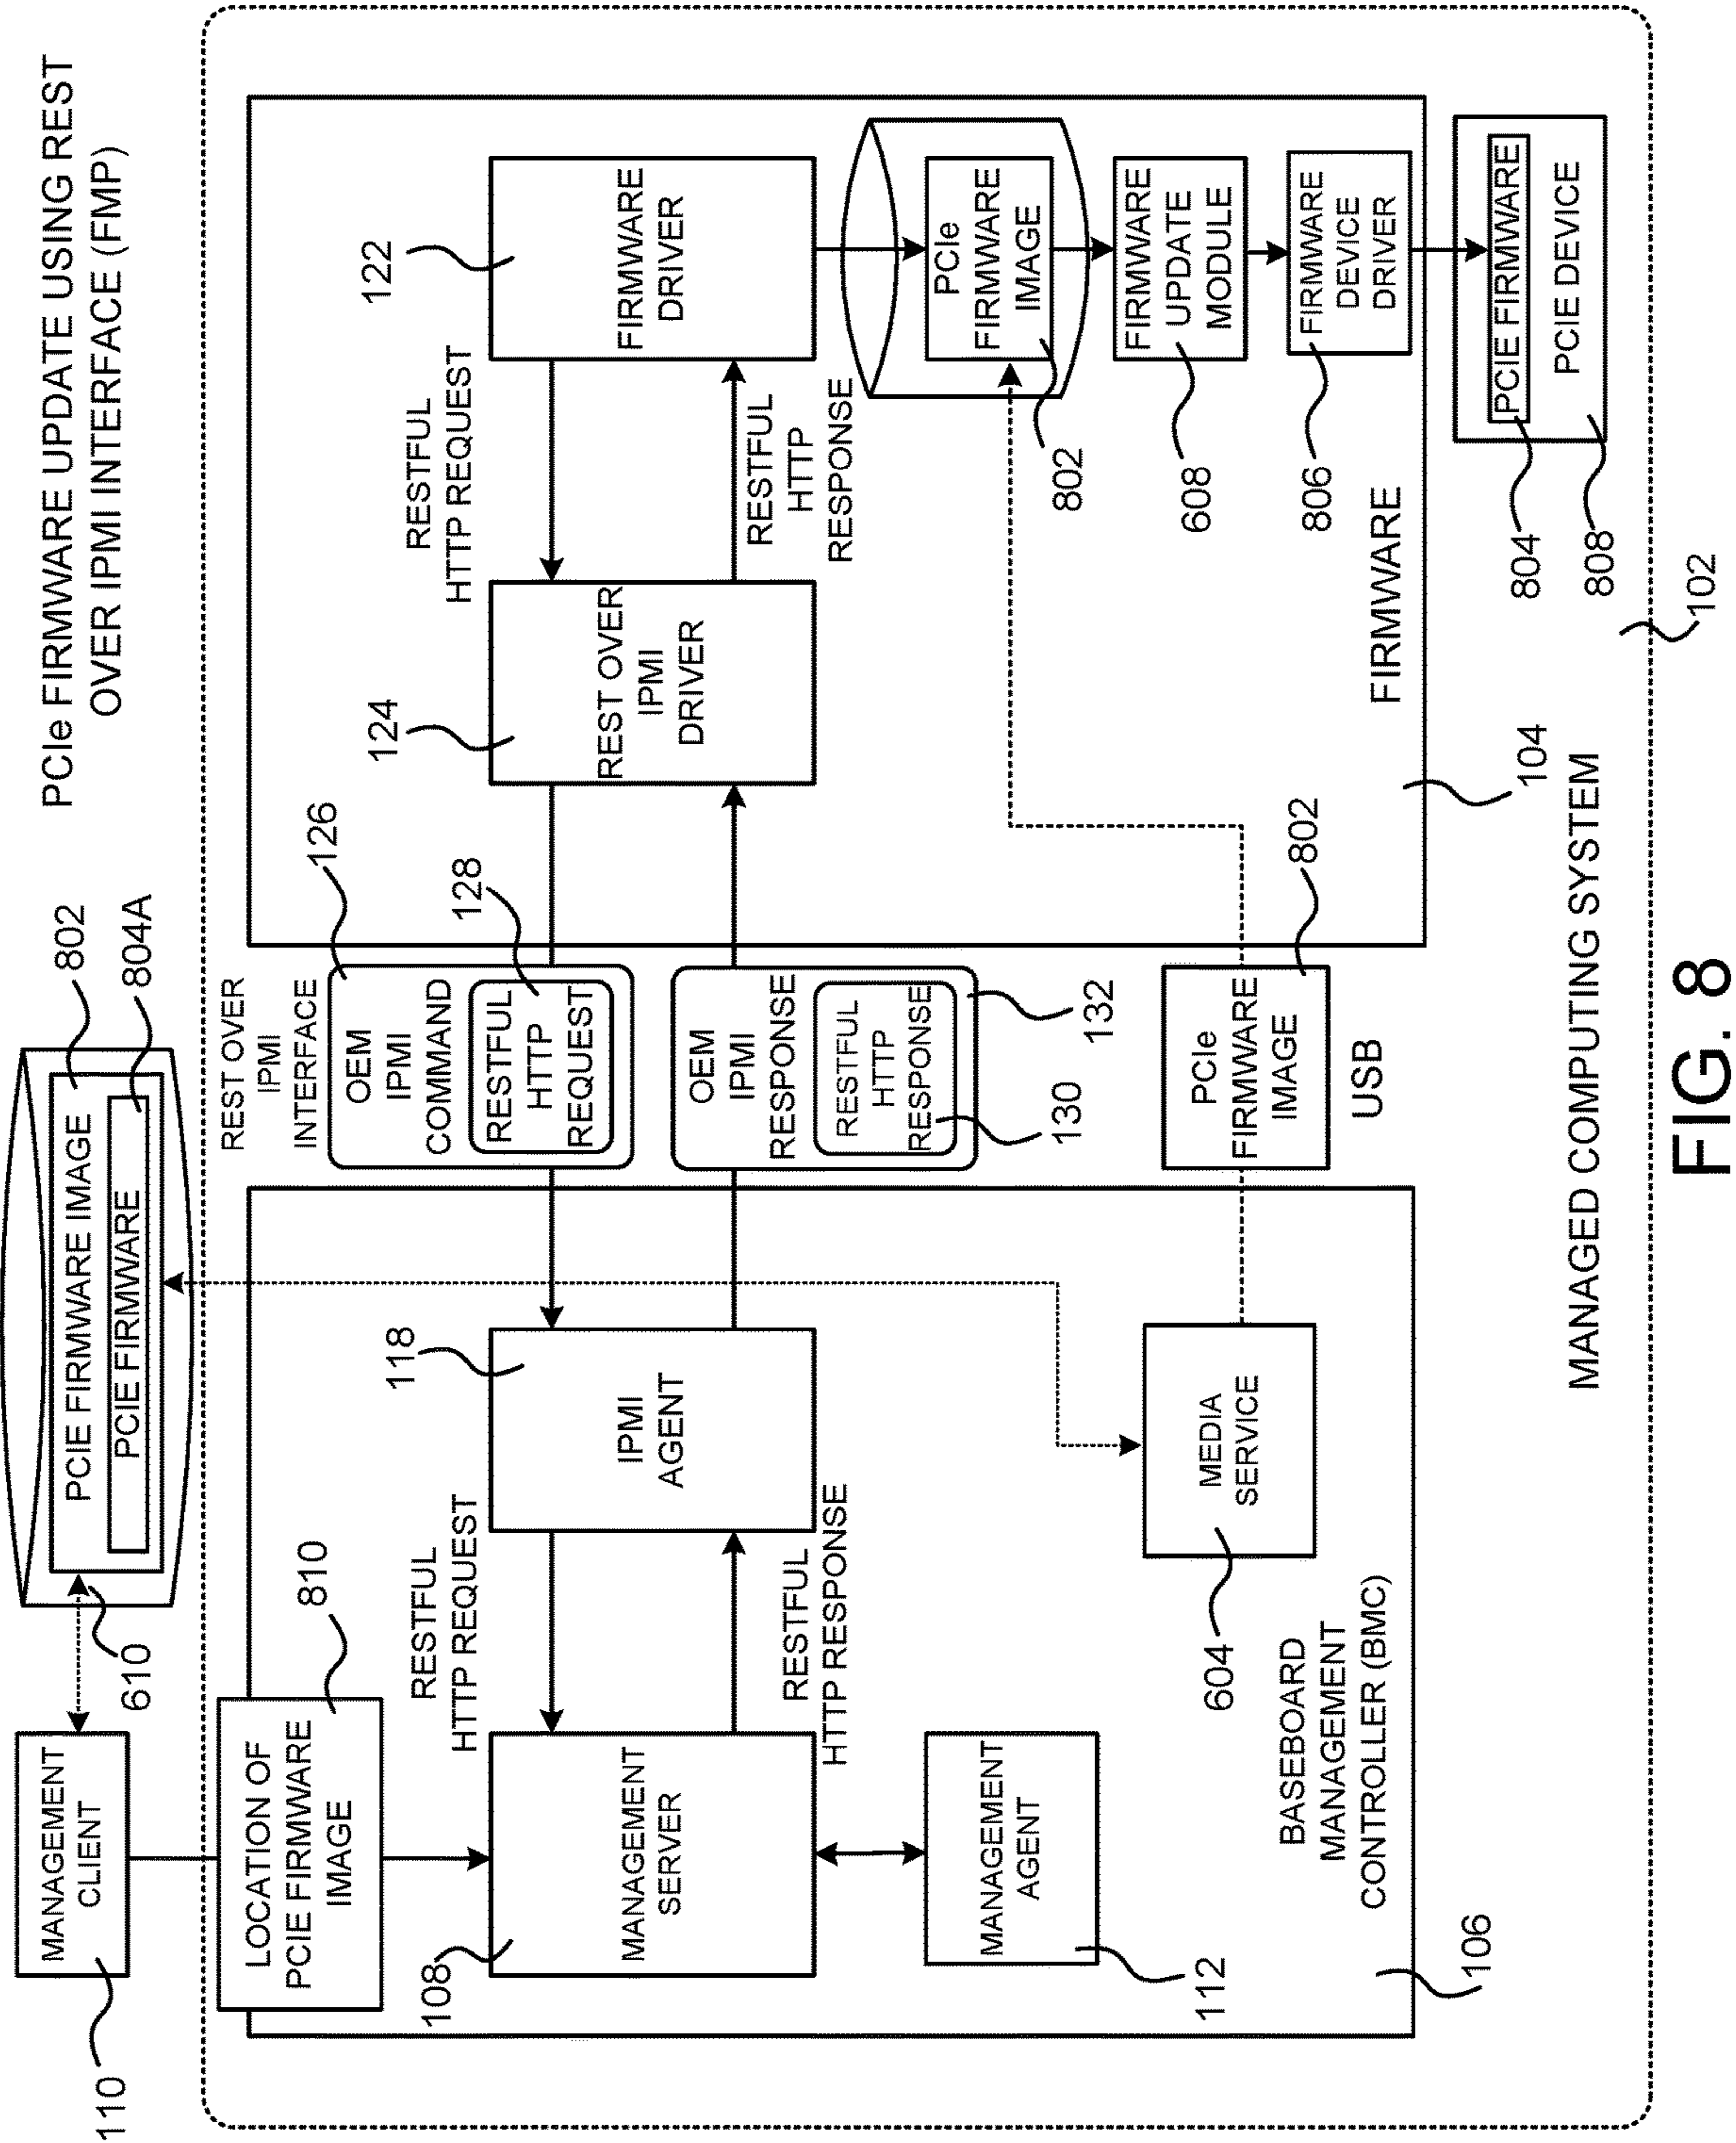 PCIe FIRMWARE UPDATE USING REST
OVER IPMI INTERFACE (FMP)
110
MANAGEMENT
CLIENT
610
PCIE FIRMWARE IMAGE
PCIE FIRMWARE
802
804A
LOCATION OF
PCIE FIRMWARE
IMAGE
810
REST OVER
IPMI
INTERFACE
126
OEM
IPMI
COMMAND
128
RESTFUL
HTTP
REQUEST
108
MANAGEMENT
SERVER
RESTFUL
HTTP REQUEST
RESTFUL
HTTP RESPONSE
118
IPMI
AGENT
OEM
IPMI
RESPONSE
RESTFUL
HTTP
RESPONSE
130
132
124
REST OVER
IPMI
DRIVER
RESTFUL
HTTP REQUEST
RESTFUL
HTTP
RESPONSE
122
FIRMWARE
DRIVER
PCIe
FIRMWARE
IMAGE
802
FIRMWARE
UPDATE
MODULE
608
FIRMWARE
DEVICE
DRIVER
806
MANAGEMENT
AGENT
112
MEDIA
SERVICE
604
PCIe
FIRMWARE
IMAGE
802
USB
BASEBOARD
MANAGEMENT
CONTROLLER (BMC)
106
FIRMWARE
104
PCIE FIRMWARE
804
PCIE DEVICE
808
MANAGED COMPUTING SYSTEM
102
FIG. 8